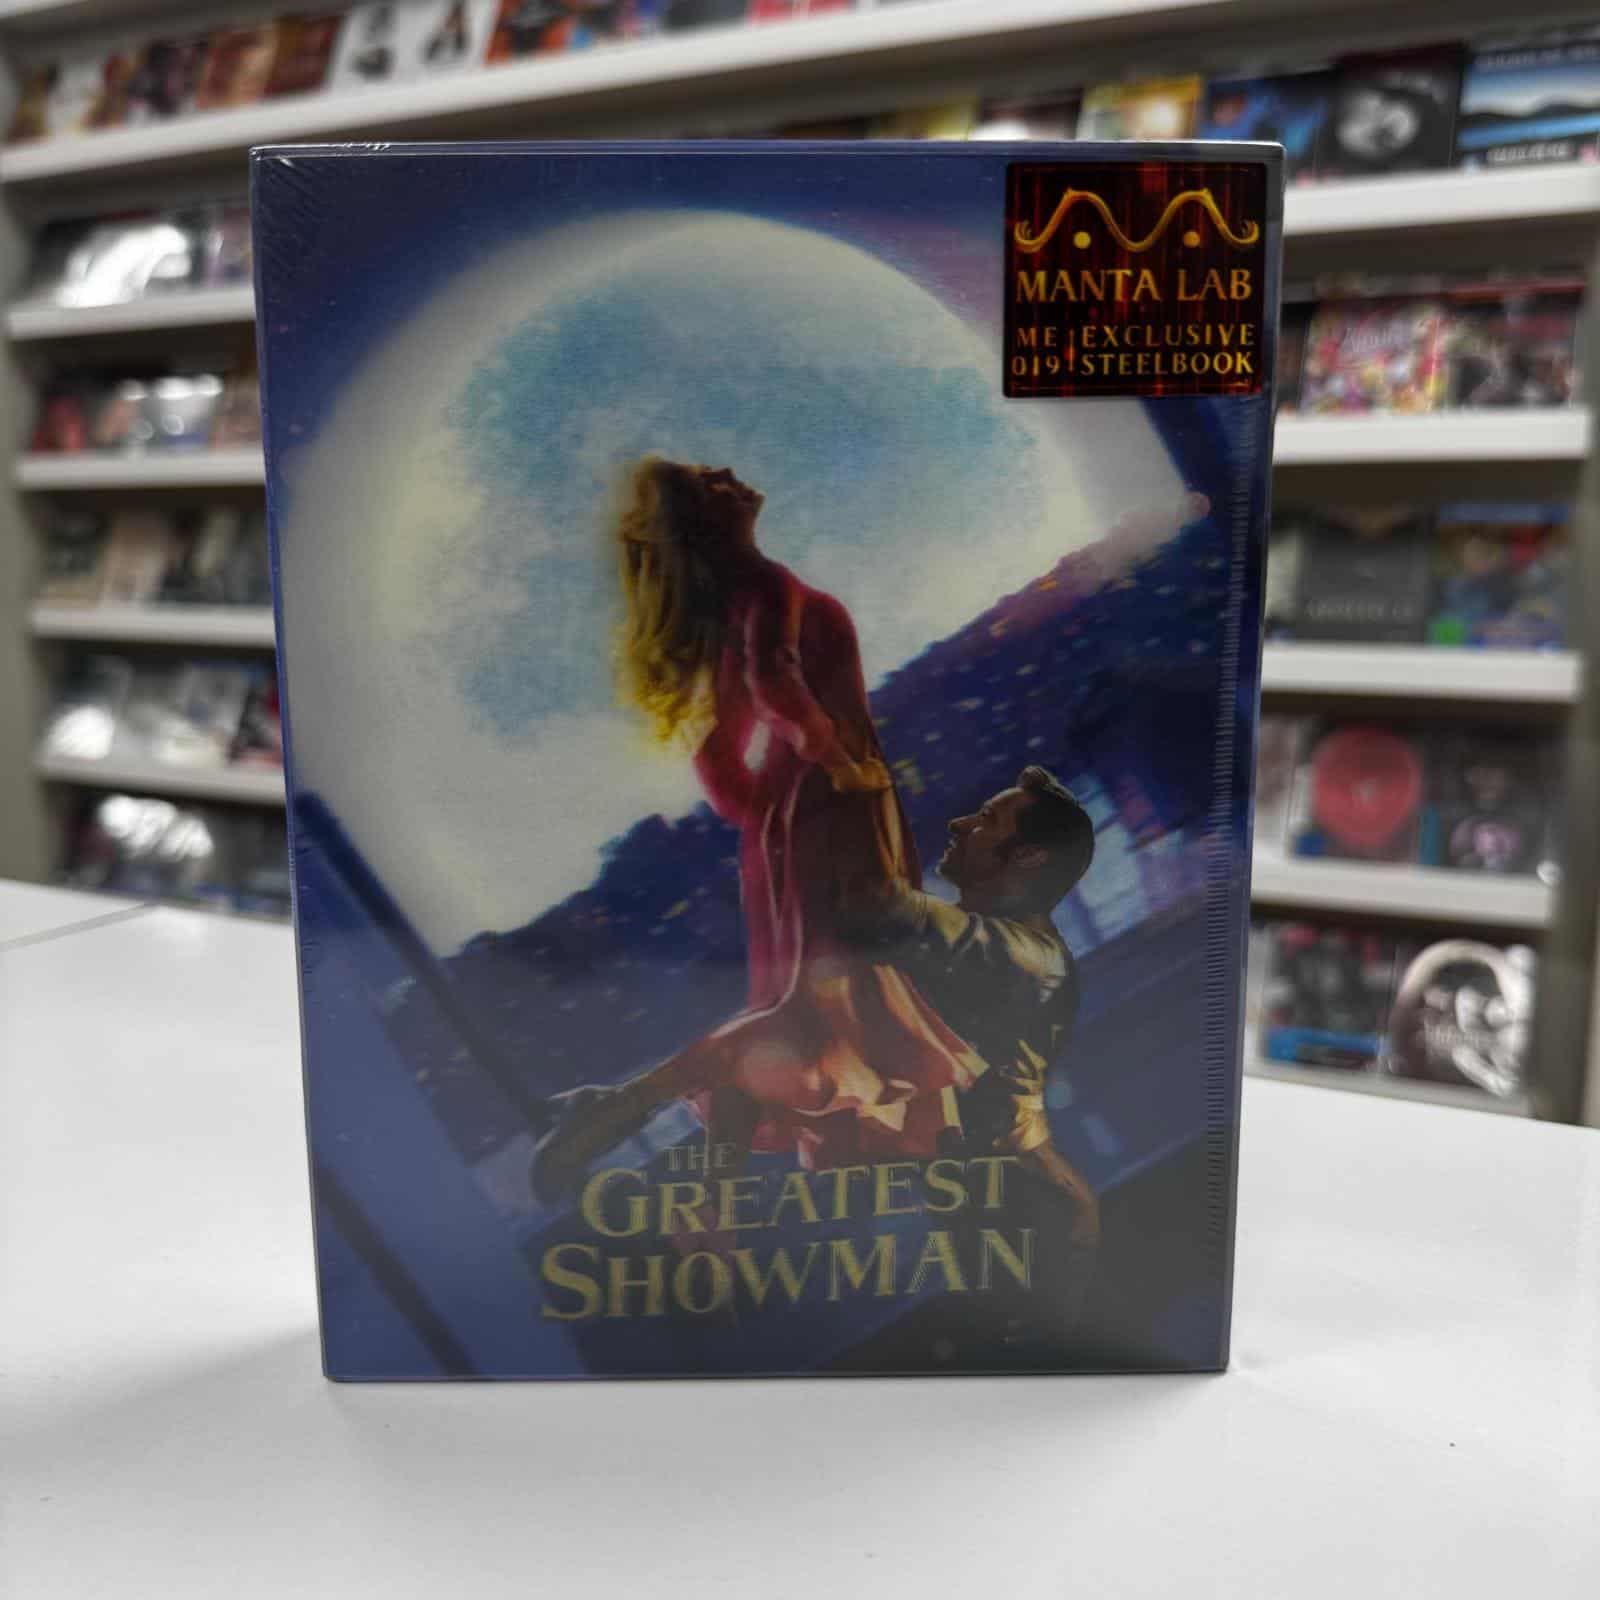 MANTA LAB
ME EXCLUSIVE
019 STEELBOOK
THE
GREATEST
SHOWMAN